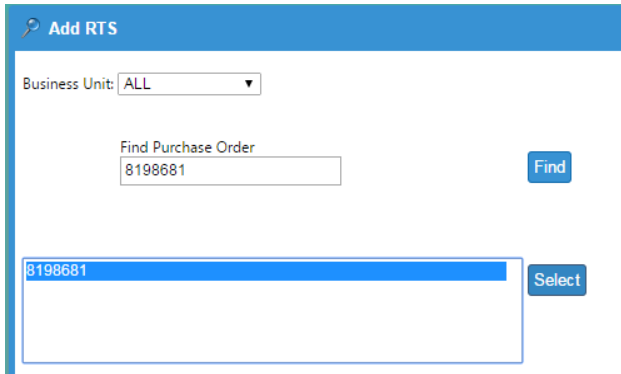 Add RTS
Business Unit: ALL
Find Purchase Order
8198681
Find
8198681
Select